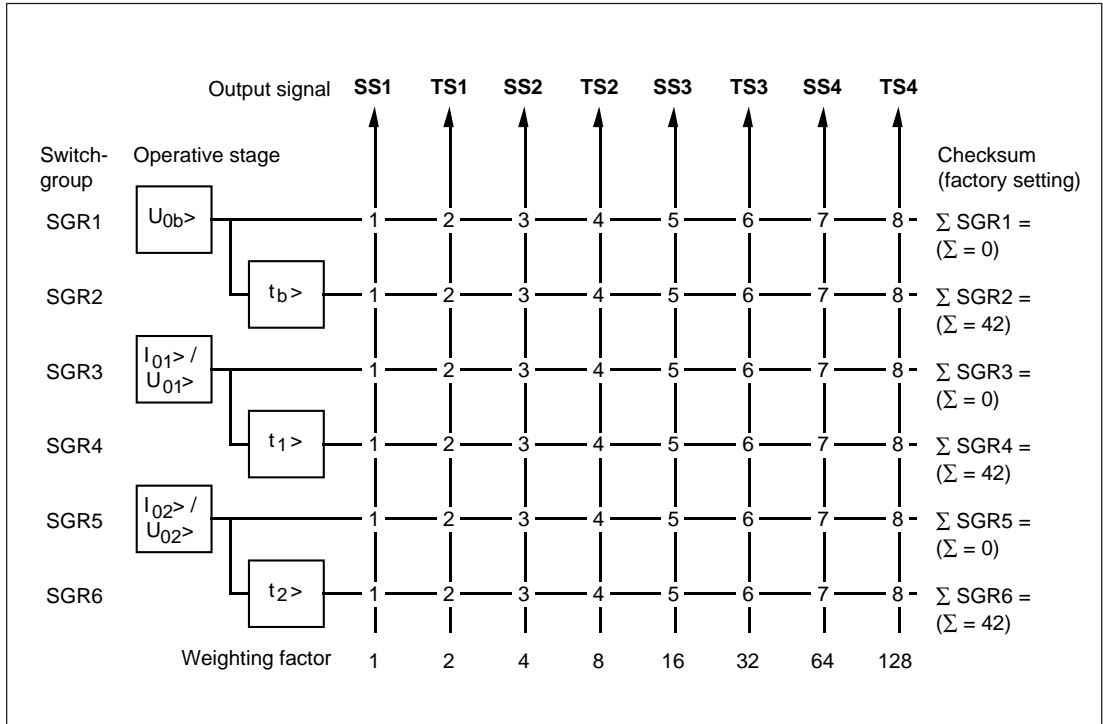 Output signal SS1 TS1 SS2 TS2 SS3 TS3 SS4 TS4
Switch-
group
Operative stage
Checksum
(factory setting)
SGR1 U0b> 1 2 3 4 5 6 7 8 ∑ SGR1 =
(∑ = 0)
SGR2 tb> 1 2 3 4 5 6 7 8 ∑ SGR2 =
(∑ = 42)
SGR3 I01> /
U01> 1 2 3 4 5 6 7 8 ∑ SGR3 =
(∑ = 0)
SGR4 t1> 1 2 3 4 5 6 7 8 ∑ SGR4 =
(∑ = 42)
SGR5 I02> /
U02> 1 2 3 4 5 6 7 8 ∑ SGR5 =
(∑ = 0)
SGR6 t2> 1 2 3 4 5 6 7 8 ∑ SGR6 =
(∑ = 42)
Weighting factor 1 2 4 8 16 32 64 128